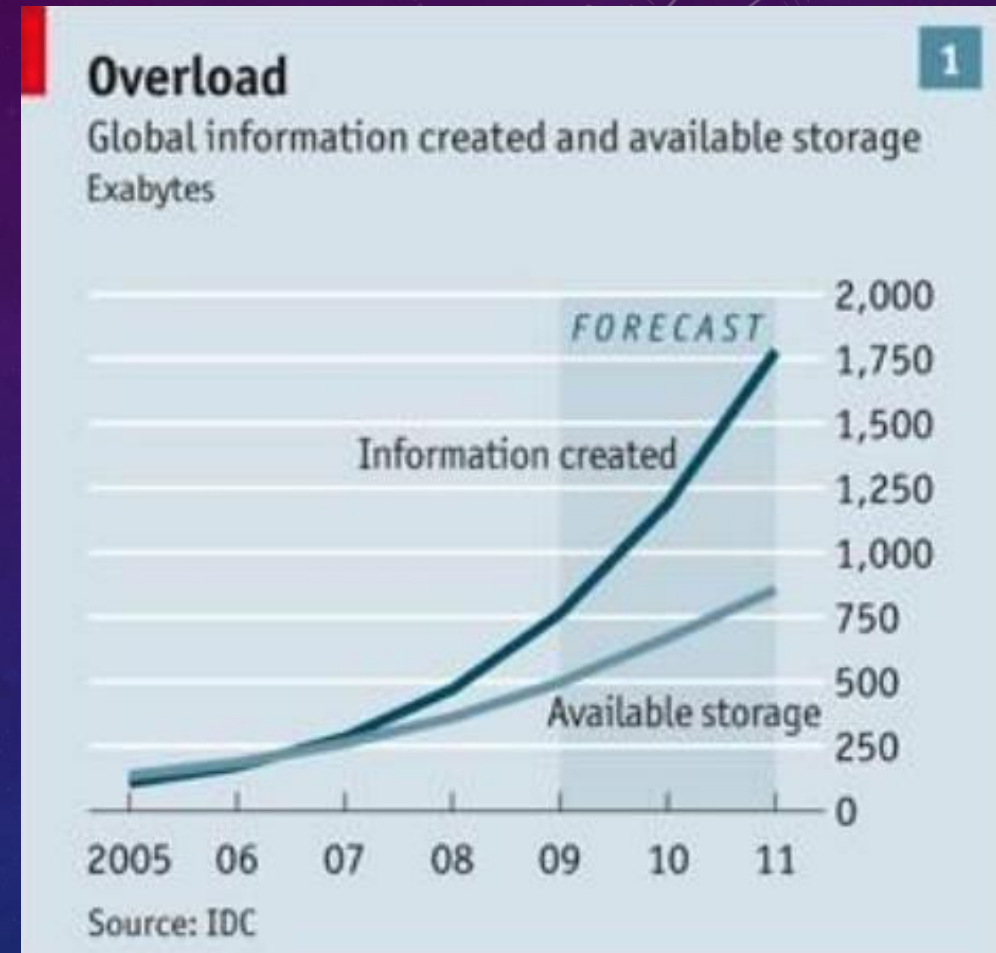 1
Overload
Global information created and available storage
Exabytes
2,000
FORECAST
1,750
1,500
Information created
1,250
1,000
750
500
Available storage
250
0
2005 06 07 08 09 10 11
Source: IDC